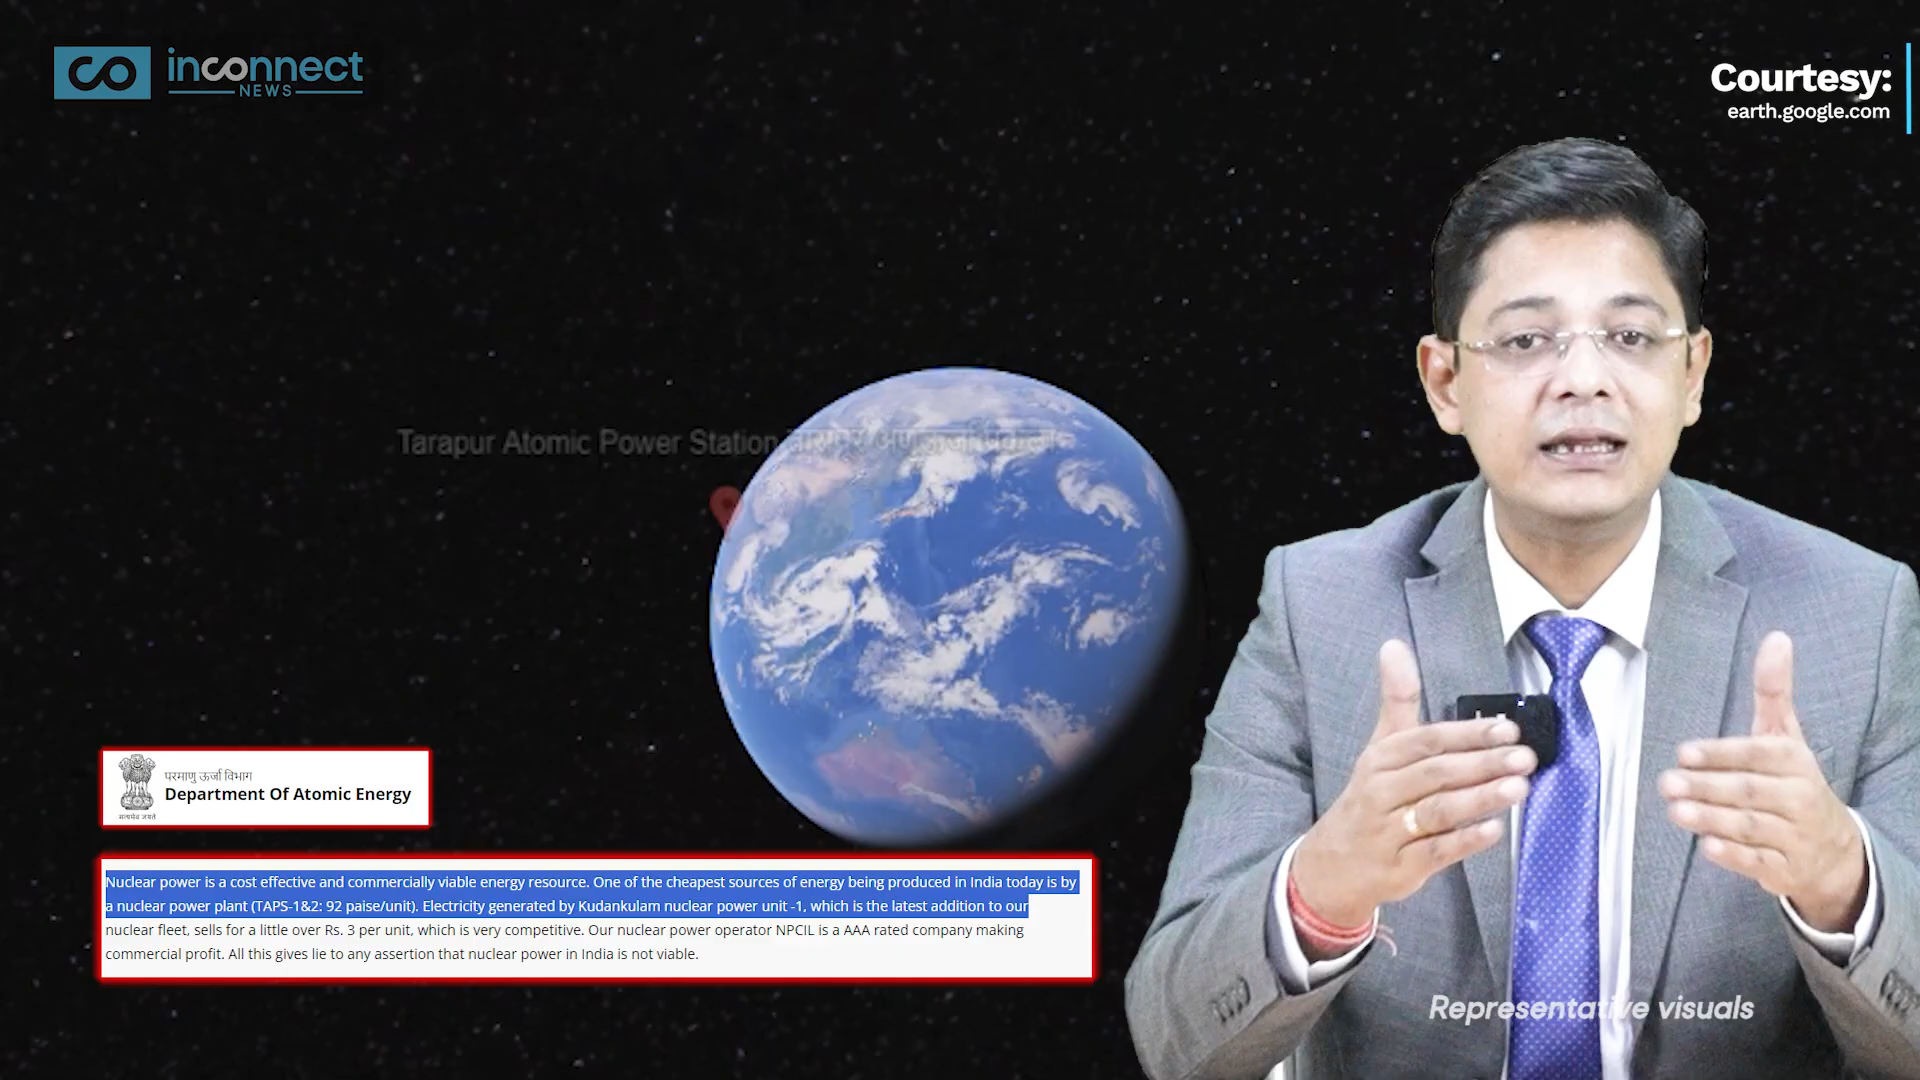 inconnect
NEWS
Courtesy:
earth.google.com
Tarapur Atomic Power Station
परमाणु ऊर्जा विभाग
Department Of Atomic Energy
सत्यमेव जयते
Nuclear power is a cost effective and commercially viable energy resource. One of the cheapest sources of energy being produced in India today is by
a nuclear power plant (TAPS-1&2: 92 paise/unit). Electricity generated by Kudankulam nuclear power unit -1, which is the latest addition to our
nuclear fleet, sells for a little over Rs. 3 per unit, which is very competitive. Our nuclear power operator NPCIL is a AAA rated company making
commercial profit. All this gives lie to any assertion that nuclear power in India is not viable.
Representative visuals